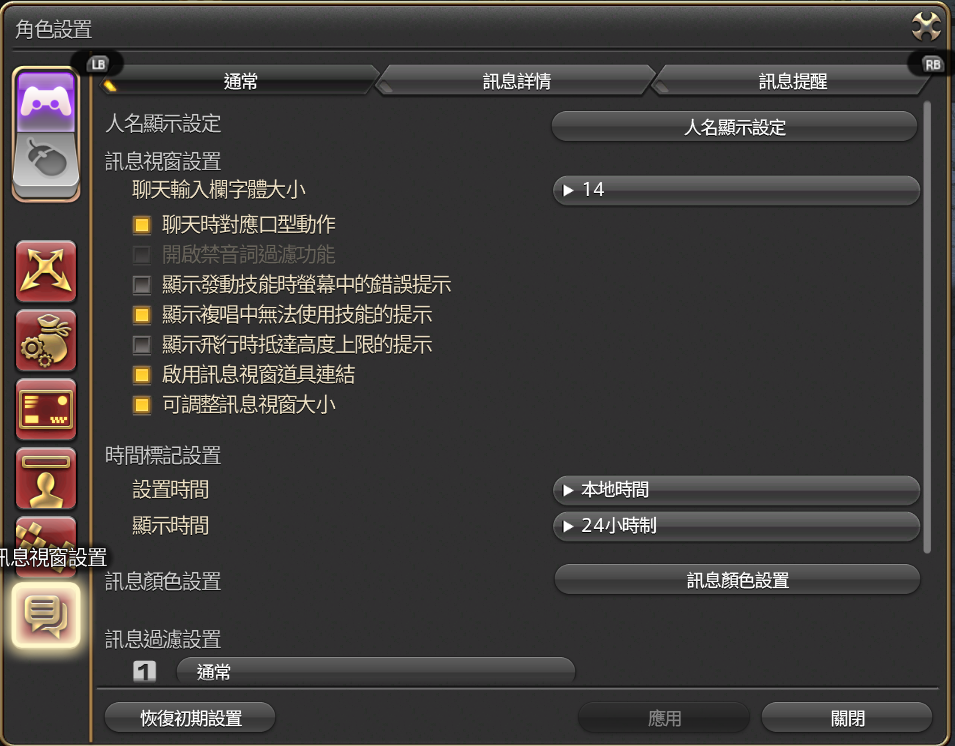 角色設置
LB
RB
通常
訊息詳情
訊息提醒
人名顯示設定
人名顯示設定
訊息視窗設置
聊天輸入欄字體大小
14
聊天時對應口型動作
開啟禁音詞過濾功能
顯示發動技能時螢幕中的錯誤提示
顯示複唱中無法使用技能的提示
顯示飛行時抵達高度上限的提示
啟用訊息視窗道具連結
可調整訊息視窗大小
時間標記設置
設置時間
本地時間
顯示時間
24小時制
訊息視窗設置
訊息顏色設置
訊息顏色設置
訊息過濾設置
1
通常
恢復初期設置
應用
關閉